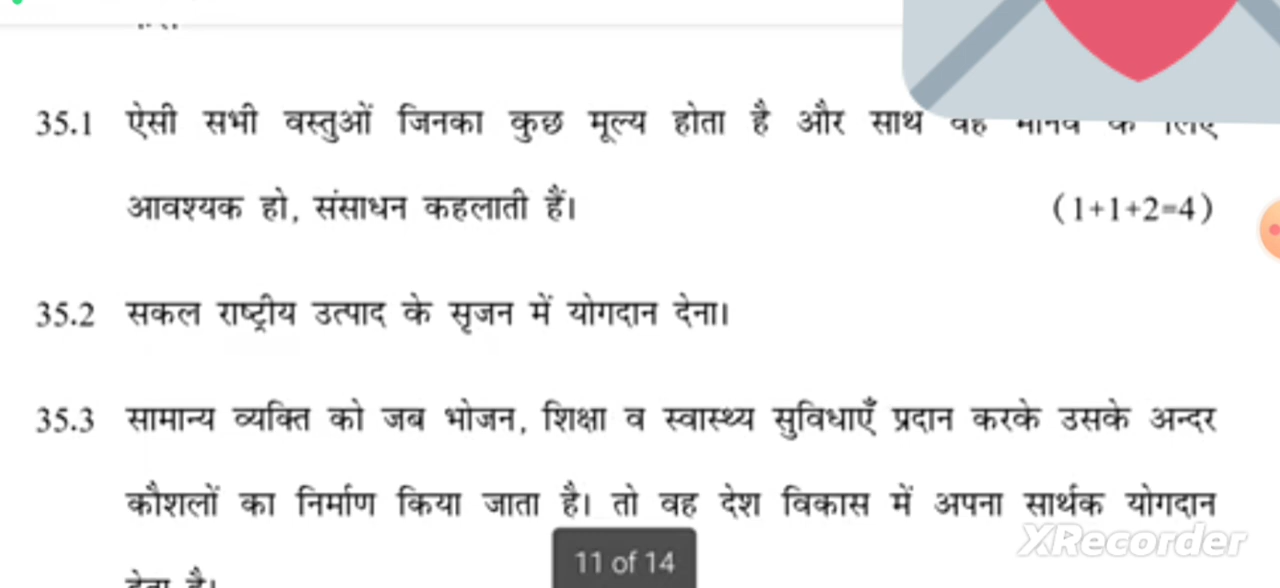 35.1 ऐसी सभी वस्तुओं जिनका कुछ मूल्य होता है और साथ वह मानव के लिए
आवश्यक हो, संसाधन कहलाती हैं। (1+1+2=4)
35.2 सकल राष्ट्रीय उत्पाद के सृजन में योगदान देना।
35.3 सामान्य व्यक्ति को जब भोजन, शिक्षा व स्वास्थ्य सुविधाएँ प्रदान करके उसके अन्दर
कौशलों का निर्माण किया जाता है। तो वह देश विकास में अपना सार्थक योगदान
XRecorder
11 of 14
देता है।